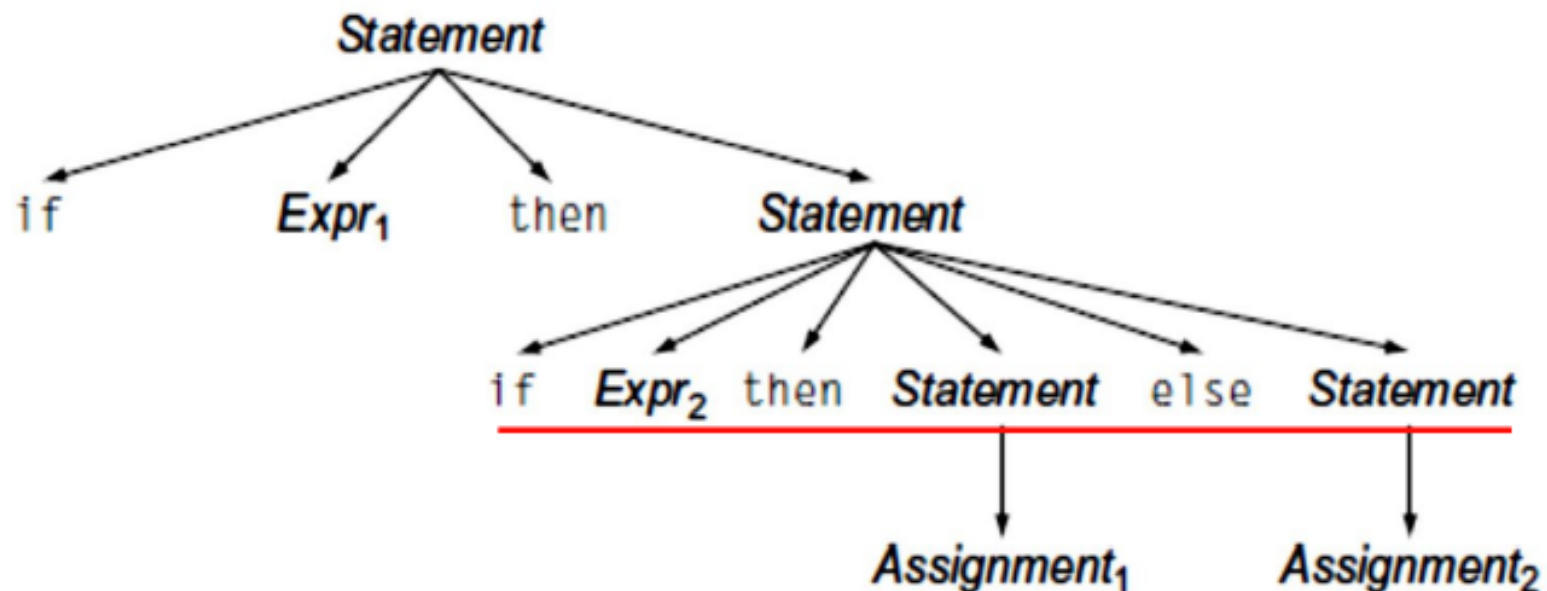 Statement
if Expr₁ then Statement
if Expr₂ then Statement else Statement
Assignment₁ Assignment₂